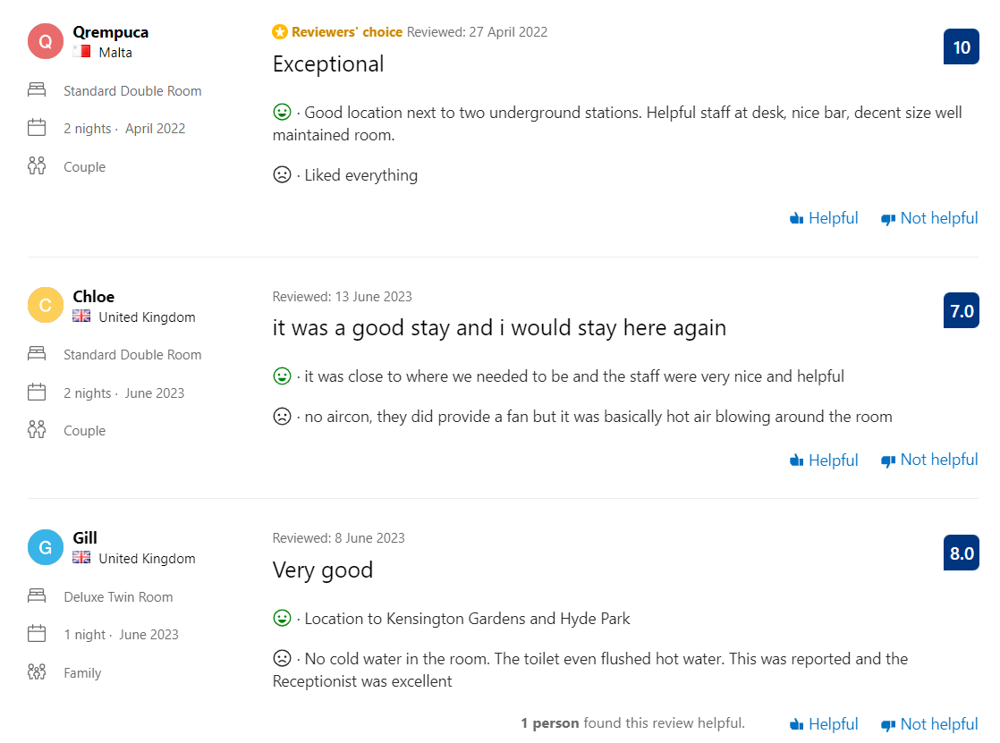 Q
Qrempuca
Malta
Standard Double Room
2 nights · April 2022
Couple
Reviewers' choice Reviewed: 27 April 2022
Exceptional
10
· Good location next to two underground stations. Helpful staff at desk, nice bar, decent size well
maintained room.
· Liked everything
Helpful Not helpful
C
Chloe
United Kingdom
Standard Double Room
2 nights · June 2023
Couple
Reviewed: 13 June 2023
it was a good stay and i would stay here again
7.0
· it was close to where we needed to be and the staff were very nice and helpful
· no aircon, they did provide a fan but it was basically hot air blowing around the room
Helpful Not helpful
G
Gill
United Kingdom
Deluxe Twin Room
1 night · June 2023
Family
Reviewed: 8 June 2023
Very good
8.0
· Location to Kensington Gardens and Hyde Park
· No cold water in the room. The toilet even flushed hot water. This was reported and the
Receptionist was excellent
1 person found this review helpful. Helpful Not helpful